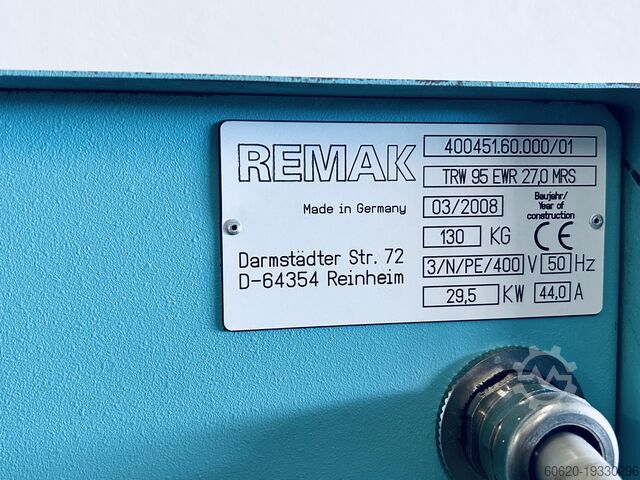 REMAK
400451.60.000/01
TRW 95 EWR 27,0 MRS
Made in Germany
03/2008
Baujahr/
Year of
construction
130 KG CE
Darmstädter Str. 72
D-64354 Reinheim
3/N/PE/400 V 50 Hz
29,5 KW 44,0 A
60620-19330296